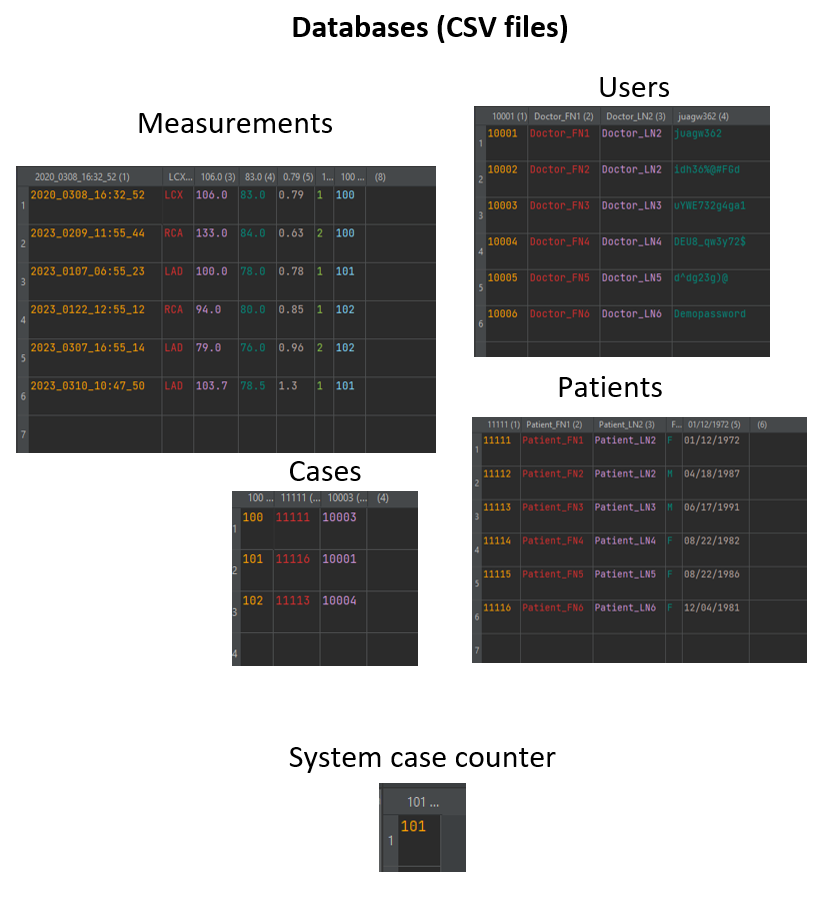 Databases (CSV files)
Measurements
2020_0308_16:32_52 (1) LCX... 106.0 (3) 83.0 (4) 0.79 (5) 1... 100 ... (8)
1 2020_0308_16:32_52 LCX 106.0 83.0 0.79 1 100
2 2023_0209_11:55_44 RCA 133.0 84.0 0.63 2 100
3 2023_0107_06:55_23 LAD 100.0 78.0 0.78 1 101
4 2023_0122_12:55_12 RCA 94.0 80.0 0.85 1 102
5 2023_0307_16:55_14 LAD 79.0 76.0 0.96 2 102
6 2023_0310_10:47_50 LAD 103.7 78.5 1.3 1 101
7
Users
10001 (1) Doctor_FN1 (2) Doctor_LN2 (3) juagw362 (4)
1 10001 Doctor_FN1 Doctor_LN2 juagw362
2 10002 Doctor_FN2 Doctor_LN2 idh36%@#FGd
3 10003 Doctor_FN3 Doctor_LN3 uYWE732g4ga1
4 10004 Doctor_FN4 Doctor_LN4 DEU8_qw3y72$
5 10005 Doctor_FN5 Doctor_LN5 d^dg23g)@
6 10006 Doctor_FN6 Doctor_LN6 Demopassword
Patients
11111 (1) Patient_FN1 (2) Patient_LN2 (3) F... 01/12/1972 (5) (6)
1 11111 Patient_FN1 Patient_LN2 F 01/12/1972
2 11112 Patient_FN2 Patient_LN2 M 04/18/1987
3 11113 Patient_FN3 Patient_LN3 M 06/17/1991
4 11114 Patient_FN4 Patient_LN4 F 08/22/1982
5 11115 Patient_FN5 Patient_LN5 F 08/22/1986
6 11116 Patient_FN6 Patient_LN6 F 12/04/1981
7
Cases
100 ... 11111 (... 10003 (... (4)
1 100 11111 10003
2 101 11116 10001
3 102 11113 10004
4
System case counter
101 ...
1 101